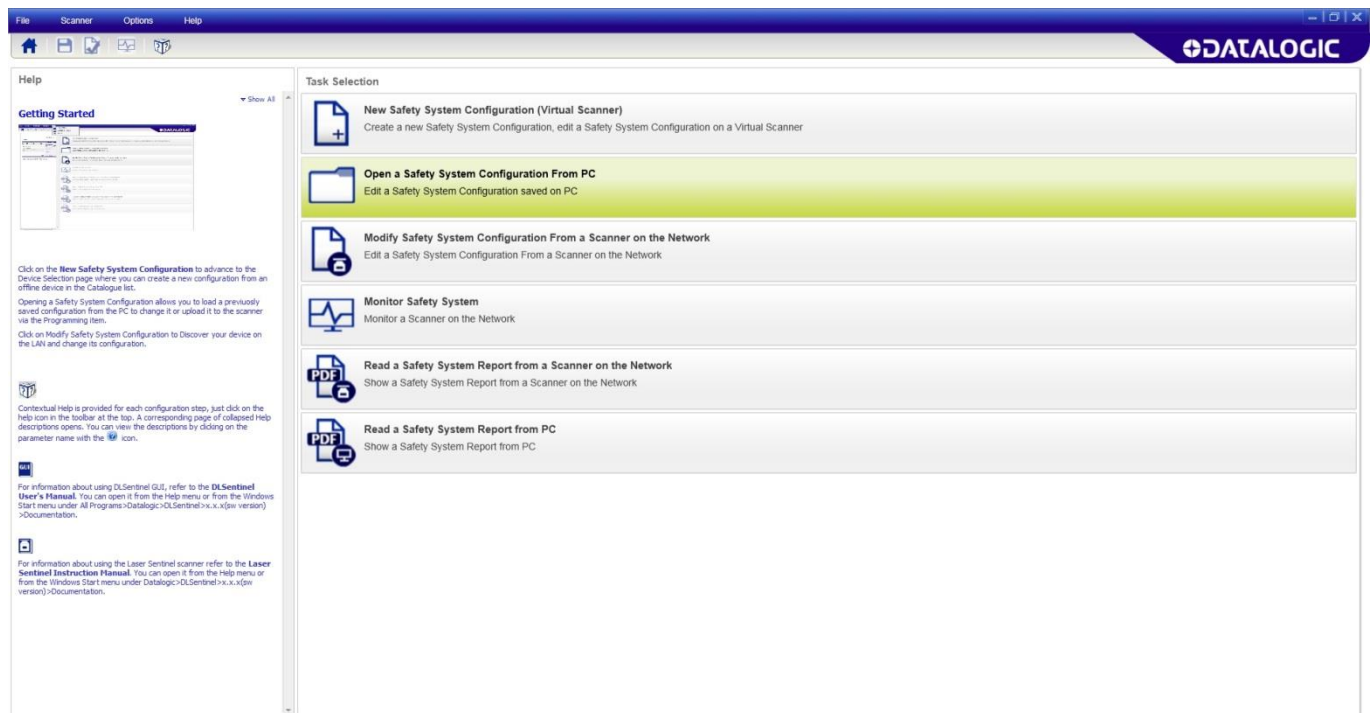 File Scanner Options Help
DATALOGIC
Help
Show All
Getting Started
Click on the New Safety System Configuration to advance to the
Device Selection page where you can create a new configuration from an
offline device in the Catalogue list.
Opening a Safety System Configuration allows you to load a previuosly
saved configuration from the PC to change it or upload it to the scanner
via the Programming item.
Click on Modify Safety System Configuration to Discover your device on
the LAN and change its configuration.
Contextual Help is provided for each configuration step, just click on the
help icon in the toolbar at the top. A corresponding page of collapsed Help
descriptions opens. You can view the descriptions by clicking on the
parameter name with the icon.
GUI
For information about using DLSentinel GUI, refer to the DLSentinel
User's Manual. You can open it from the Help menu or from the Windows
Start menu under All Programs>Datalogic>DLSentinel>x.x.x(sw version)
>Documentation.
For information about using the Laser Sentinel scanner refer to the Laser
Sentinel Instruction Manual. You can open it from the Help menu or
from the Windows Start menu under Datalogic>DLSentinel>x.x.x(sw
version)>Documentation.
Task Selection
New Safety System Configuration (Virtual Scanner)
Create a new Safety System Configuration, edit a Safety System Configuration on a Virtual Scanner
Open a Safety System Configuration From PC
Edit a Safety System Configuration saved on PC
Modify Safety System Configuration From a Scanner on the Network
Edit a Safety System Configuration From a Scanner on the Network
Monitor Safety System
Monitor a Scanner on the Network
PDF
Read a Safety System Report from a Scanner on the Network
Show a Safety System Report from a Scanner on the Network
PDF
Read a Safety System Report from PC
Show a Safety System Report from PC